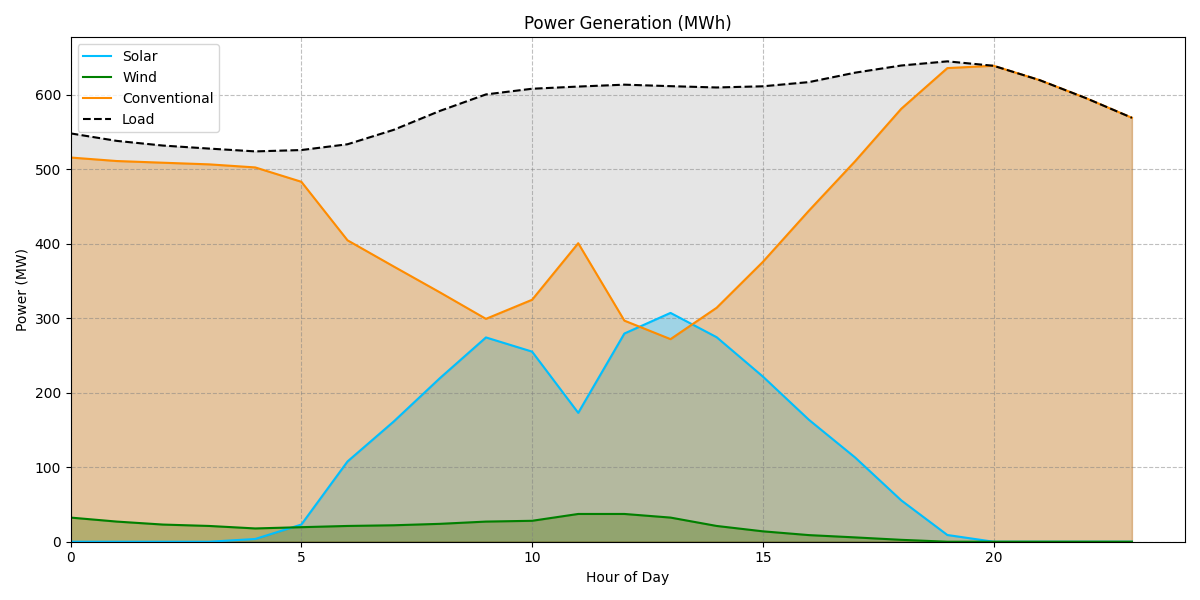 Power Generation (MWh)
Solar
Wind
Conventional
Load
Power (MW)
600
500
400
300
200
100
0
0 5 10 15 20
Hour of Day